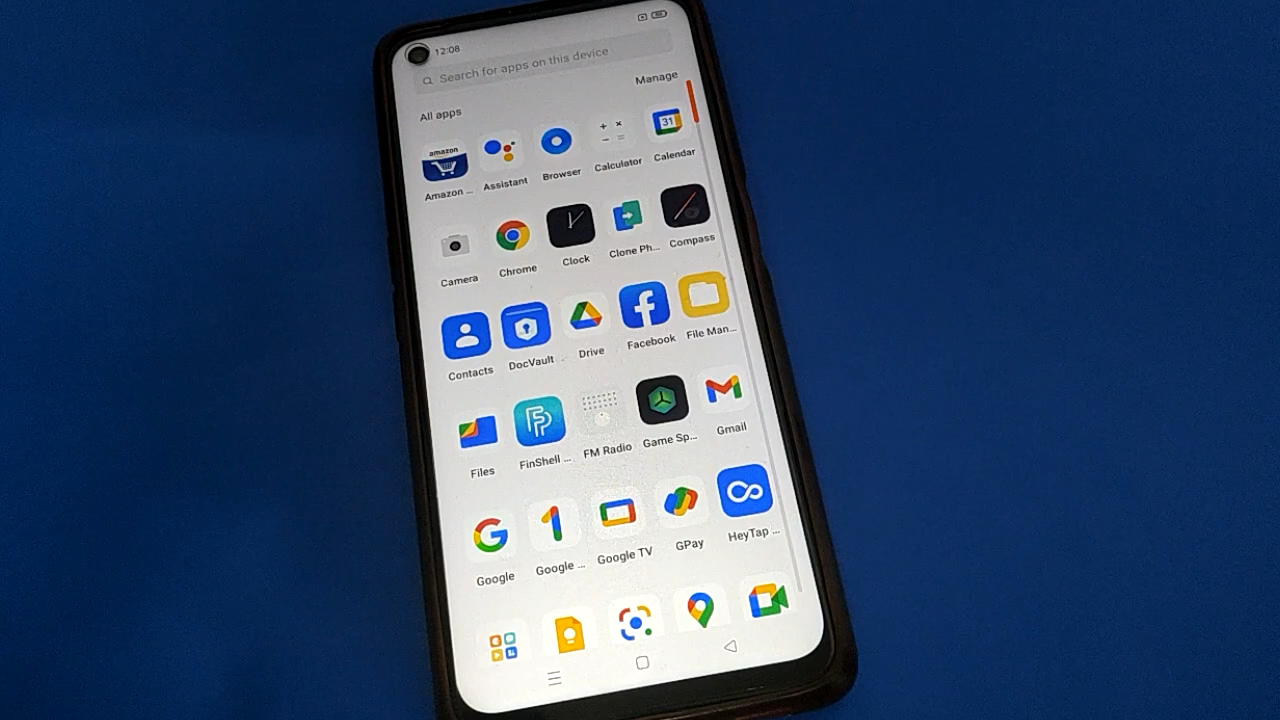 12:08
Search for apps on this device
Manage
All apps
amazon
31
Amazon ...
Assistant
Browser
Calculator
Calendar
Camera
Chrome
Clock
Clone Ph...
Compass
Contacts
DocVault ...
Drive
Facebook
File Man...
Files
FinShell ...
FM Radio
Game Sp...
Gmail
Google
Google ...
Google TV
GPay
HeyTap ...